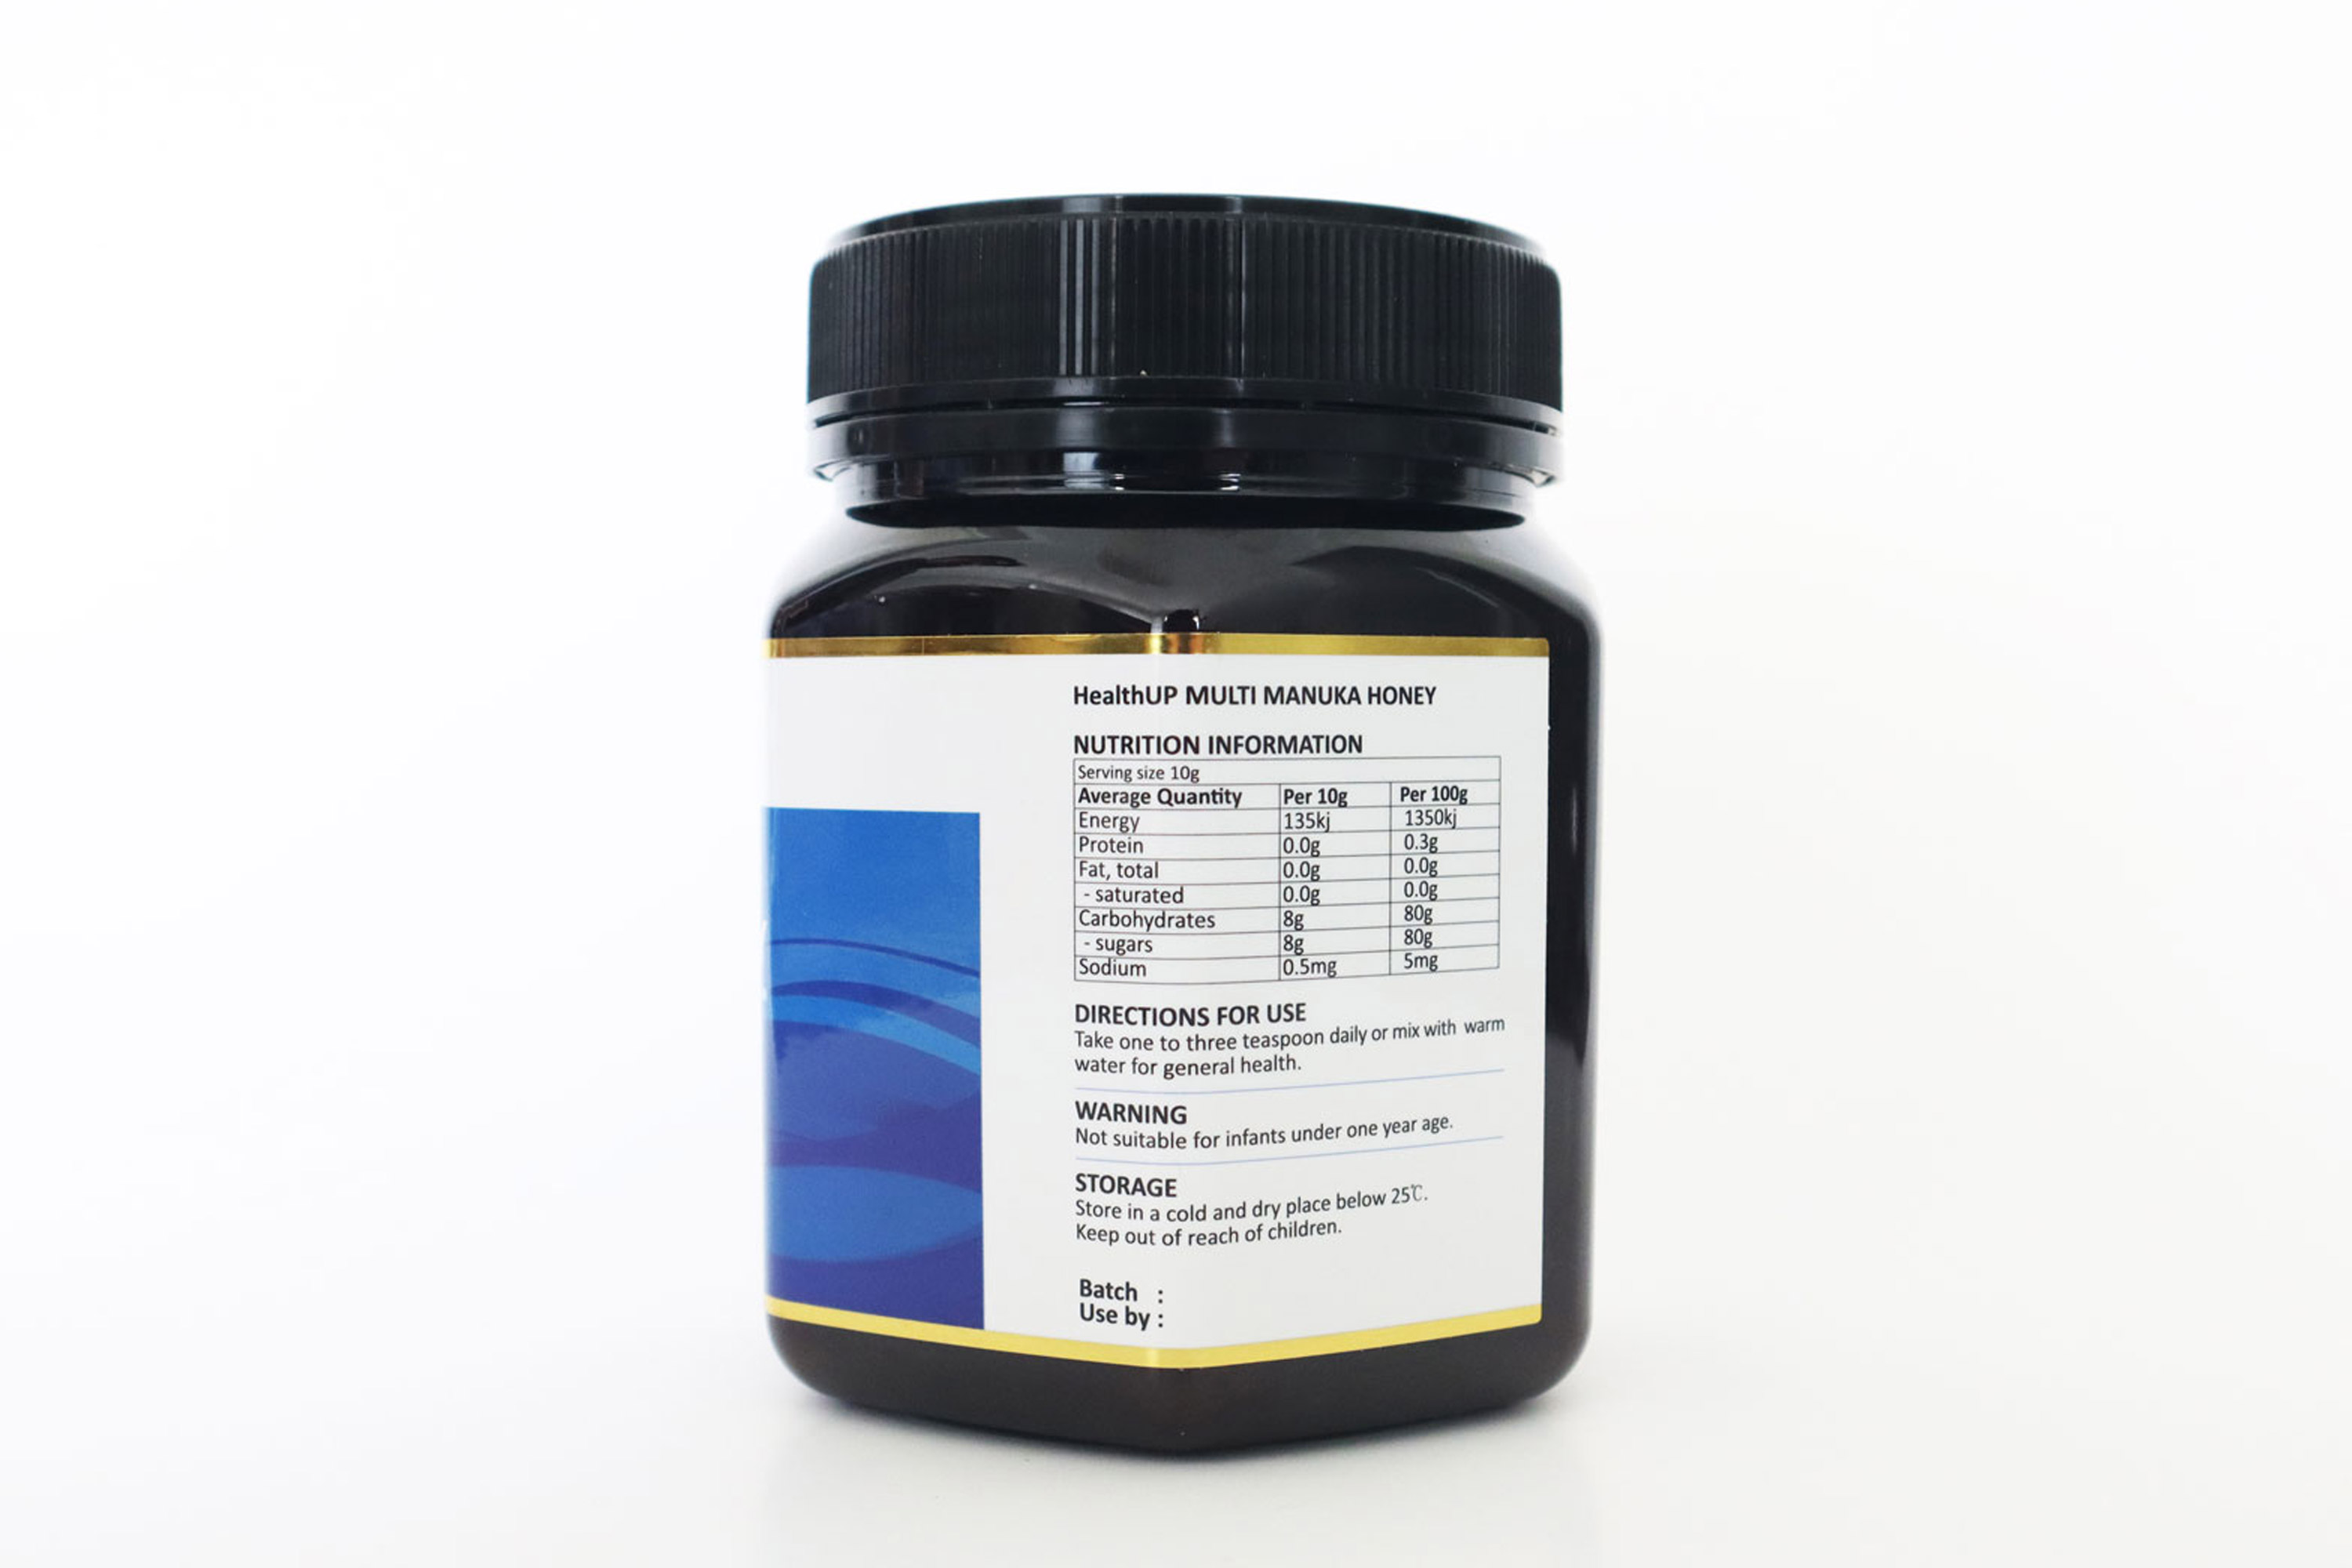 HealthUP MULTI MANUKA HONEY
NUTRITION INFORMATION
Serving size 10g
Average Quantity Per 10g Per 100g
Energy 135kj 1350kj
Protein 0.0g 0.3g
Fat, total 0.0g 0.0g
- saturated 0.0g 0.0g
Carbohydrates 8g 80g
- sugars 8g 80g
Sodium 0.5mg 5mg
DIRECTIONS FOR USE
Take one to three teaspoon daily or mix with warm
water for general health.
WARNING
Not suitable for infants under one year age.
STORAGE
Store in a cold and dry place below 25℃.
Keep out of reach of children.
Batch :
Use by :